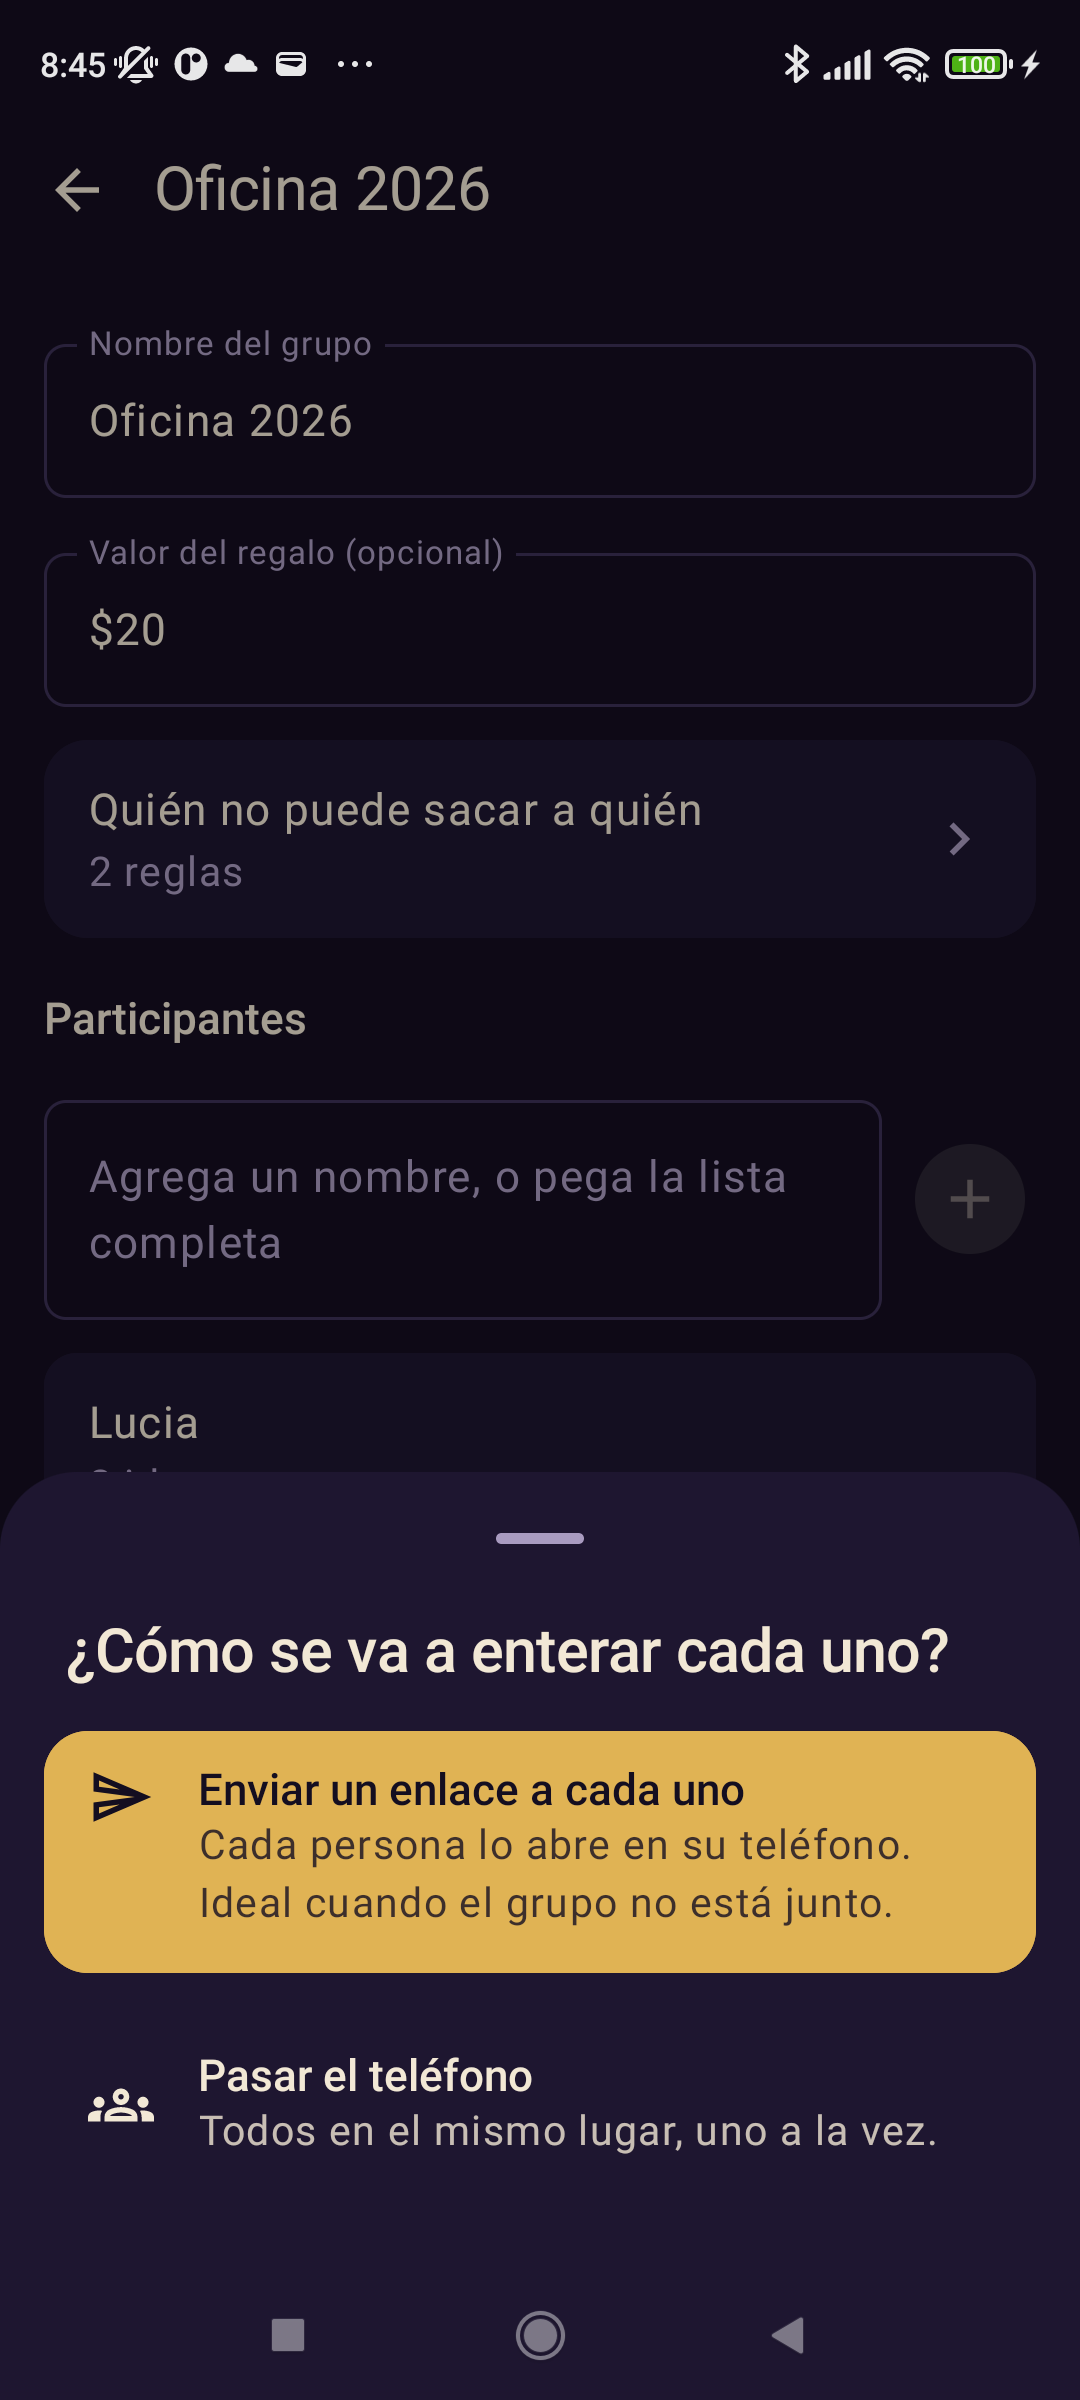 8:45
100
Oficina 2026
Nombre del grupo
Oficina 2026
Valor del regalo (opcional)
$20
Quién no puede sacar a quién
2 reglas
Participantes
Agrega un nombre, o pega la lista
completa
Lucia
¿Cómo se va a enterar cada uno?
Enviar un enlace a cada uno
Cada persona lo abre en su teléfono.
Ideal cuando el grupo no está junto.
Pasar el teléfono
Todos en el mismo lugar, uno a la vez.